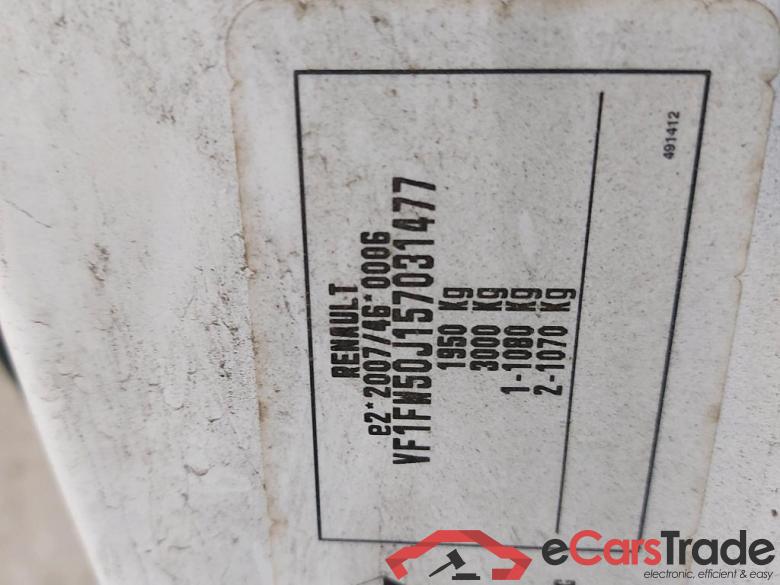 RENAULT
e2*2007/46*0006
VF1FW50J157031477
1950 Kg
3000 Kg
1-1080 Kg
2-1070 Kg
491412
eCarsTrade
electronic, efficient & easy